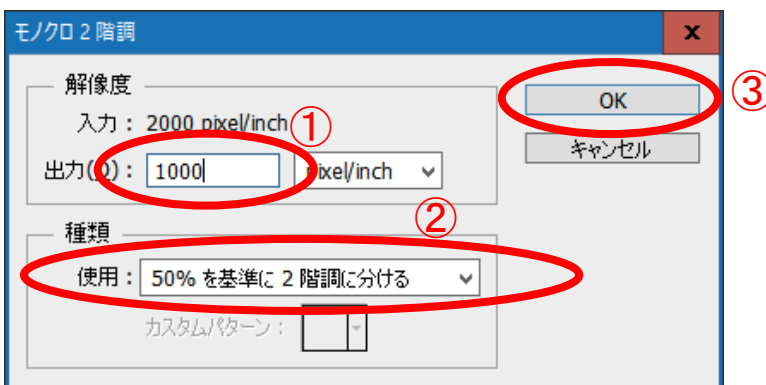 モノクロ 2 階調
x
解像度
入力： 2000 pixel/inch
①
出力(O)： 1000 pixel/inch
OK
③
キャンセル
種類
②
使用： 50% を基準に 2 階調に分ける
カスタムパターン：